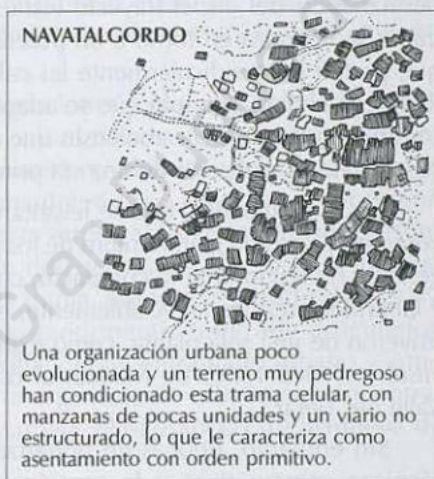 NAVATALGORDO
Una organización urbana poco
evolucionada y un terreno muy pedregoso
han condicionado esta trama celular, con
manzanas de pocas unidades y un viario no
estructurado, lo que le caracteriza como
asentamiento con orden primitivo.